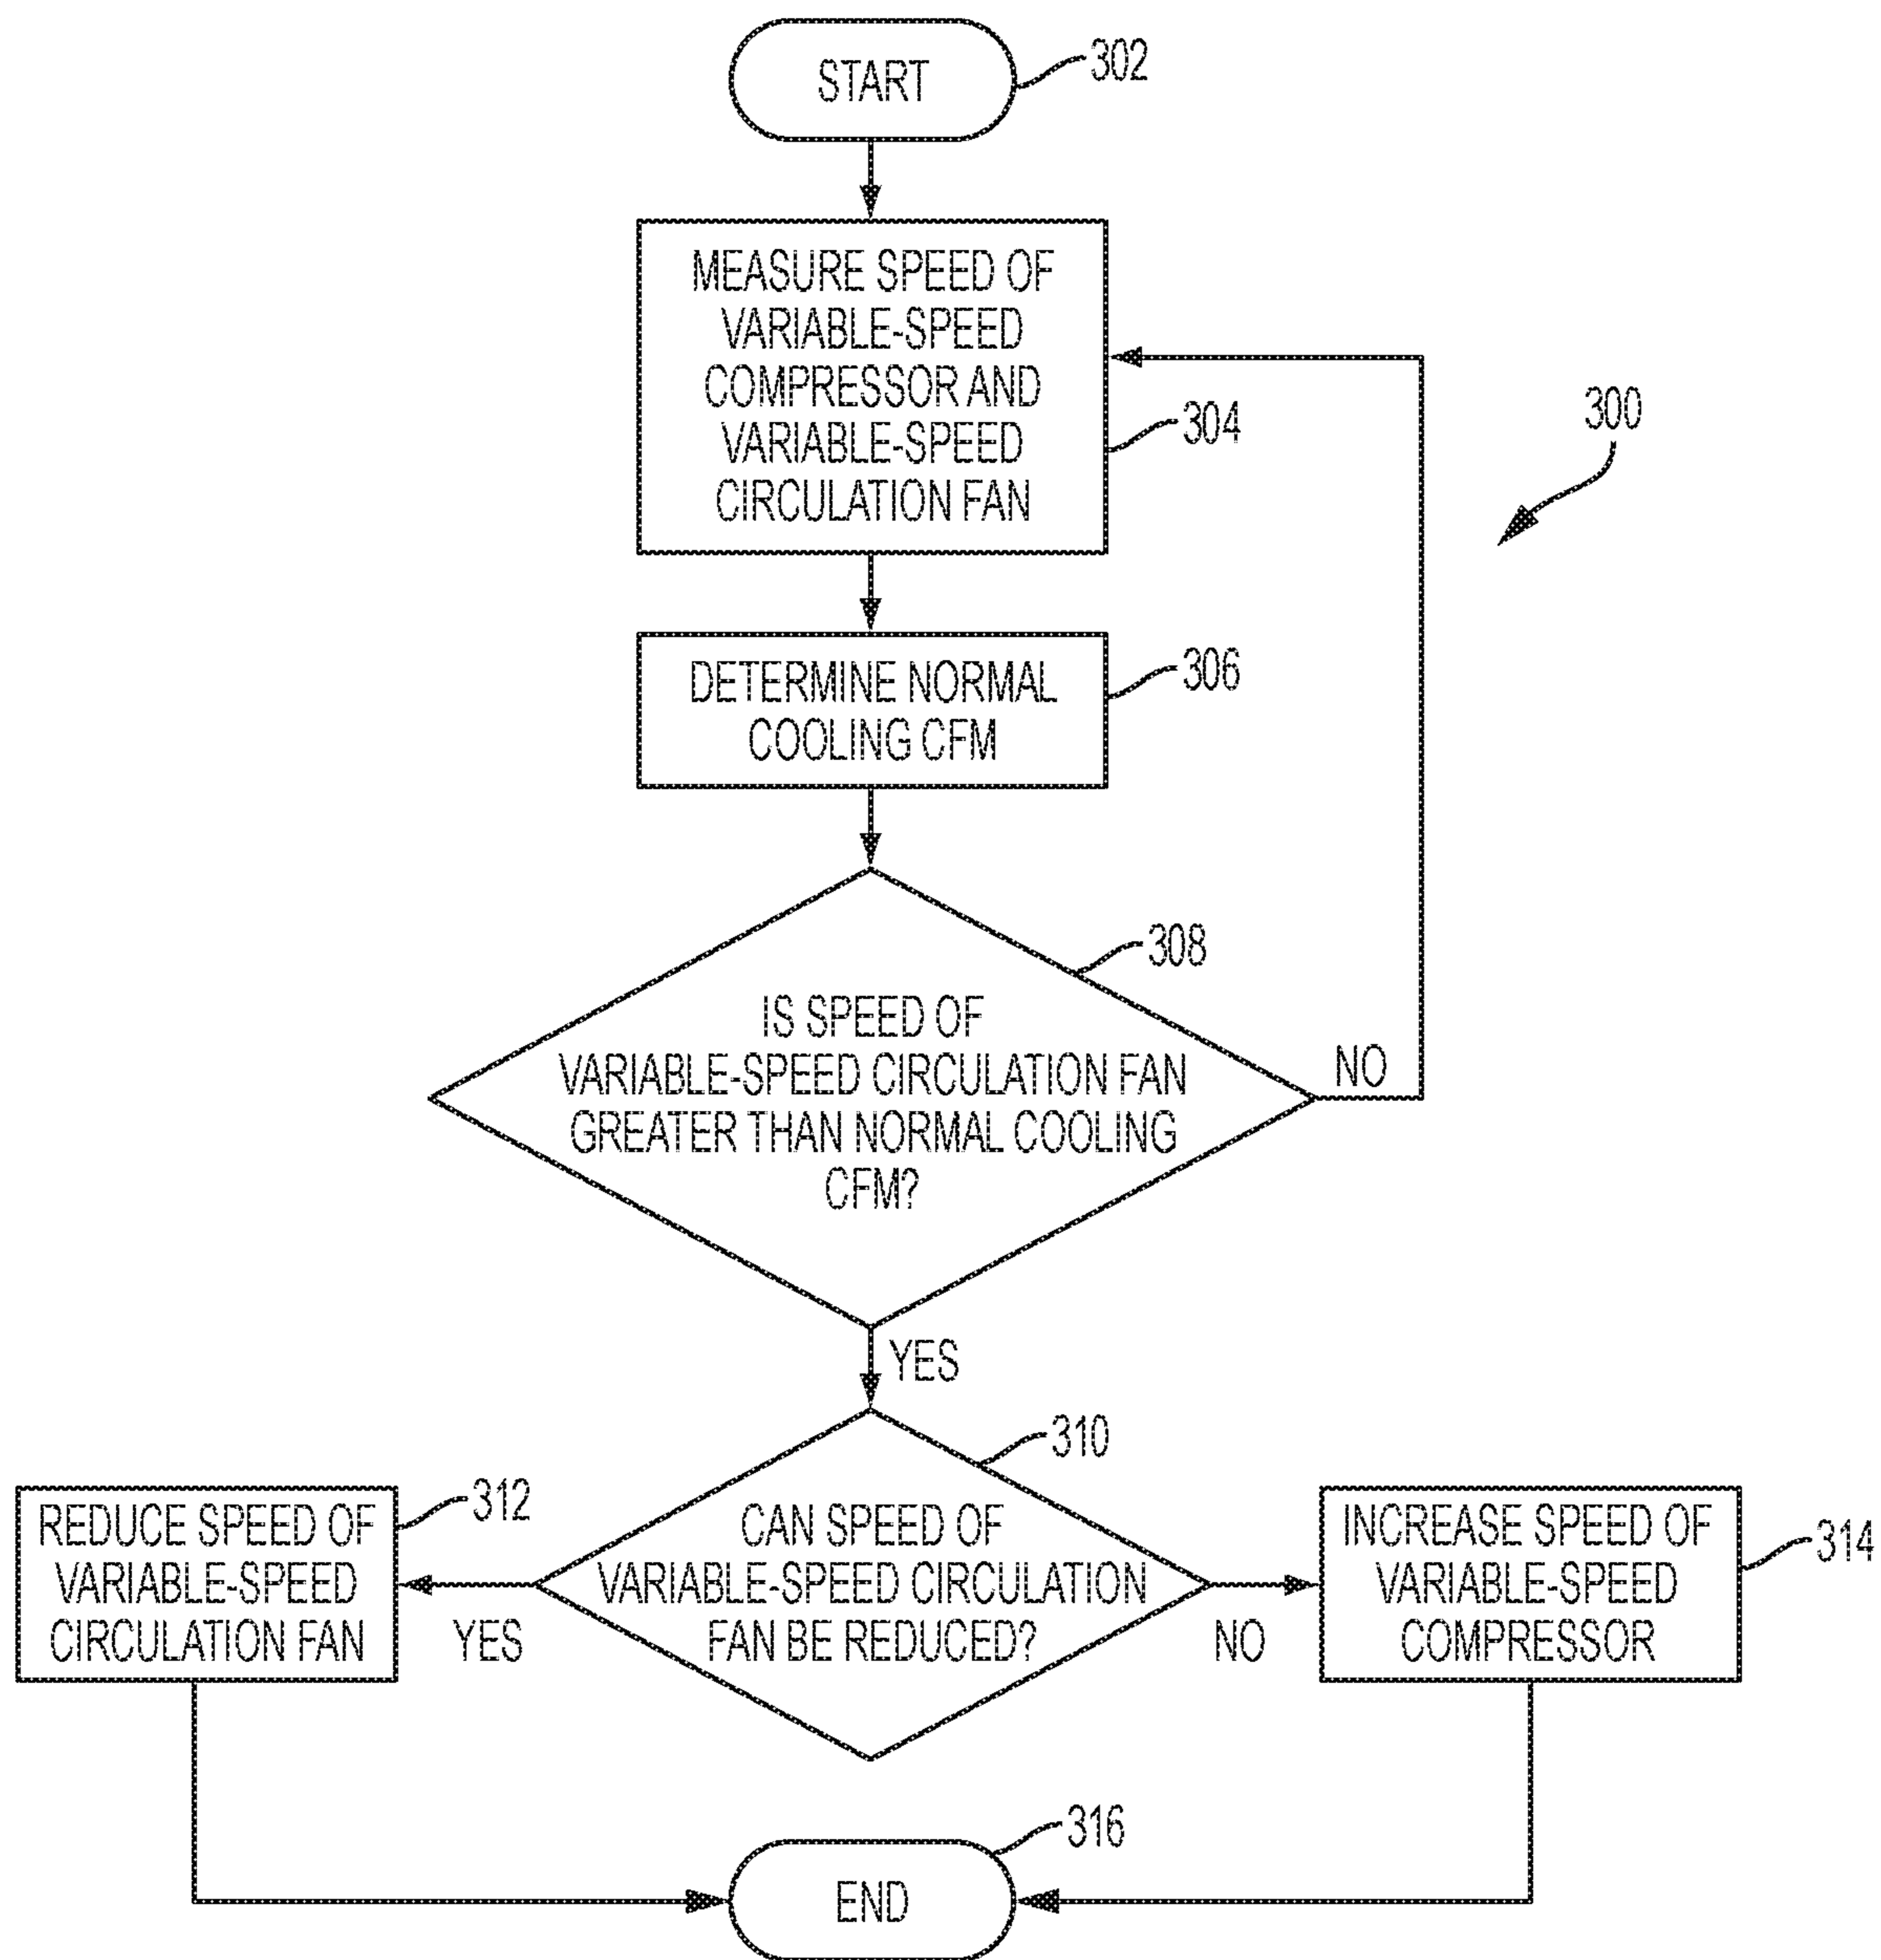 START
302
MEASURE SPEED OF
VARIABLE-SPEED
COMPRESSOR AND
VARIABLE-SPEED
CIRCULATION FAN
304
300
DETERMINE NORMAL
COOLING CFM
306
308
IS SPEED OF
VARIABLE-SPEED CIRCULATION FAN
GREATER THAN NORMAL COOLING
CFM?
NO
YES
310
CAN SPEED OF
VARIABLE-SPEED CIRCULATION
FAN BE REDUCED?
YES
NO
REDUCE SPEED OF
VARIABLE-SPEED
CIRCULATION FAN
312
INCREASE SPEED OF
VARIABLE-SPEED
COMPRESSOR
314
316
END